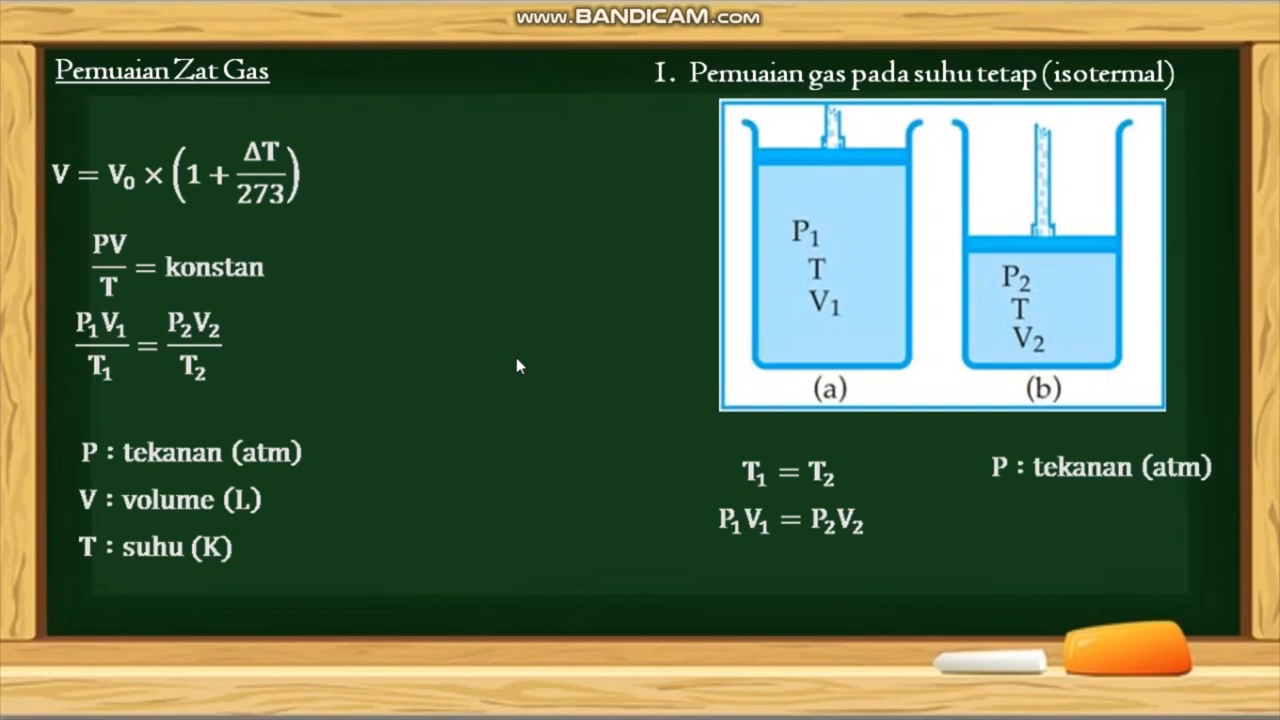 www.BANDICAM.com
Pemuaian Zat Gas
V = V₀ × (1 + ΔT/273)
PV/T = konstan
P₁V₁/T₁ = P₂V₂/T₂
P : tekanan (atm)
V : volume (L)
T : suhu (K)
1. Pemuaian gas pada suhu tetap (isotermal)
P₁
T
V₁
(a)
P₂
T
V₂
(b)
T₁ = T₂
P₁V₁ = P₂V₂
P : tekanan (atm)